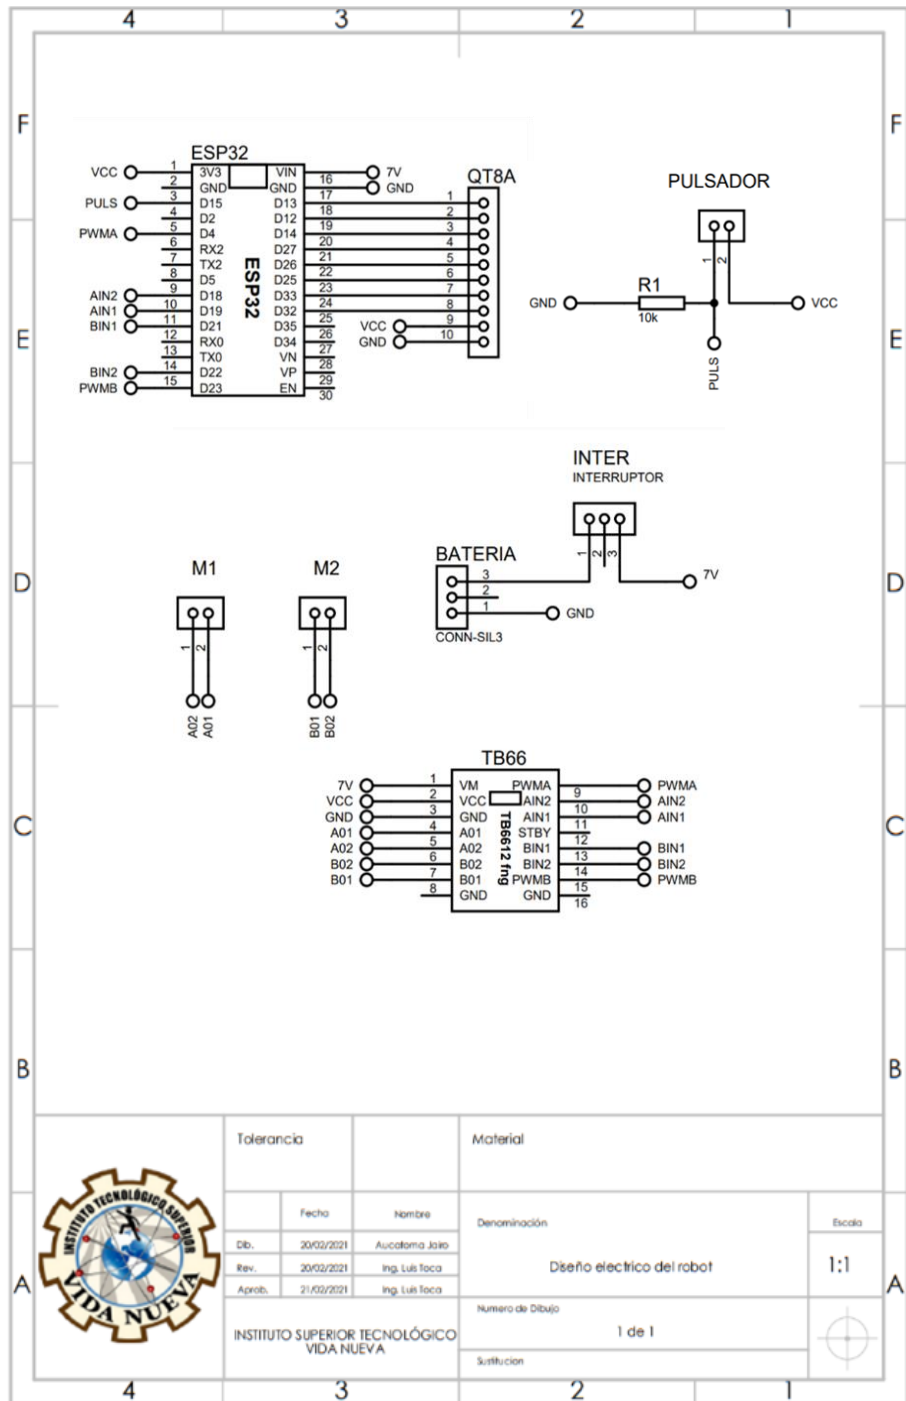 4 3 2 1
F F
E E
D D
C C
B B
A A
ESP32
VCC 1 3V3 VIN 16 7V
2 GND GND 17 GND
PULS 3 D15 D13 18 1
4 D2 D12 19 2
PWMA 5 D4 D14 20 3
6 RX2 D27 21 4
7 TX2 D26 22 5
8 D5 D25 23 6
AIN2 9 D18 D33 24 7
AIN1 10 D19 D32 25 8
BIN1 11 D21 D35 26 VCC 9
12 RX0 D34 27 GND 10
13 TX0 VN 28
BIN2 14 D22 VP 29
PWMB 15 D23 EN 30
ESP32
QT8A
PULSADOR
1 2
GND R1 VCC
10k
PULS
INTER
INTERRUPTOR
1 2 3
7V
BATERIA
3
2
1 GND
CONN-SIL3
M1
1 2
A02 A01
M2
1 2
B01 B02
TB66
7V 1 VM PWMA 9 PWMA
VCC 2 VCC AIN2 10 AIN2
GND 3 GND AIN1 11 AIN1
A01 4 A01 STBY 12
A02 5 A02 BIN1 13 BIN1
B02 6 B02 BIN2 14 BIN2
B01 7 B01 PWMB 15 PWMB
8 GND GND 16
TB6612 fng
INSTITUTO TECNOLÓGICO SUPERIOR
VIDA NUEVA
Tolerancia Material
Fecha Nombre
Dib. 20/02/2021 Aucatoma Jairo
Rev. 20/02/2021 Ing. Luis Toca
Aprob. 21/02/2021 Ing. Luis Toca
INSTITUTO SUPERIOR TECNOLÓGICO
VIDA NUEVA
Denominación
Diseño electrico del robot
Escala
1:1
Numero de Dibujo
1 de 1
Sustitucion
4 3 2 1